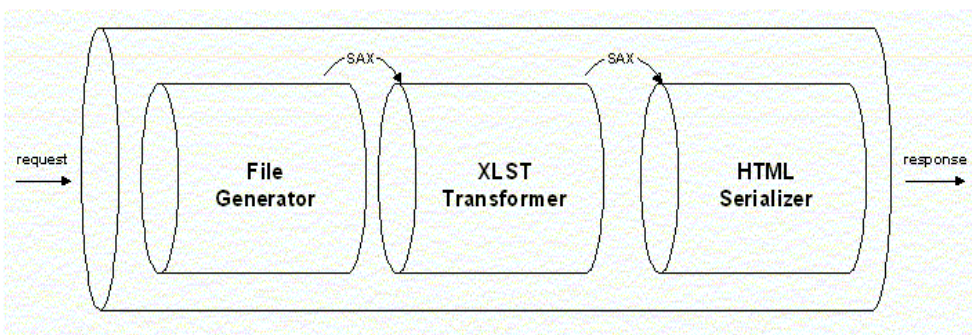 SAX
SAX
request
File
Generator
XLST
Transformer
HTML
Serializer
response